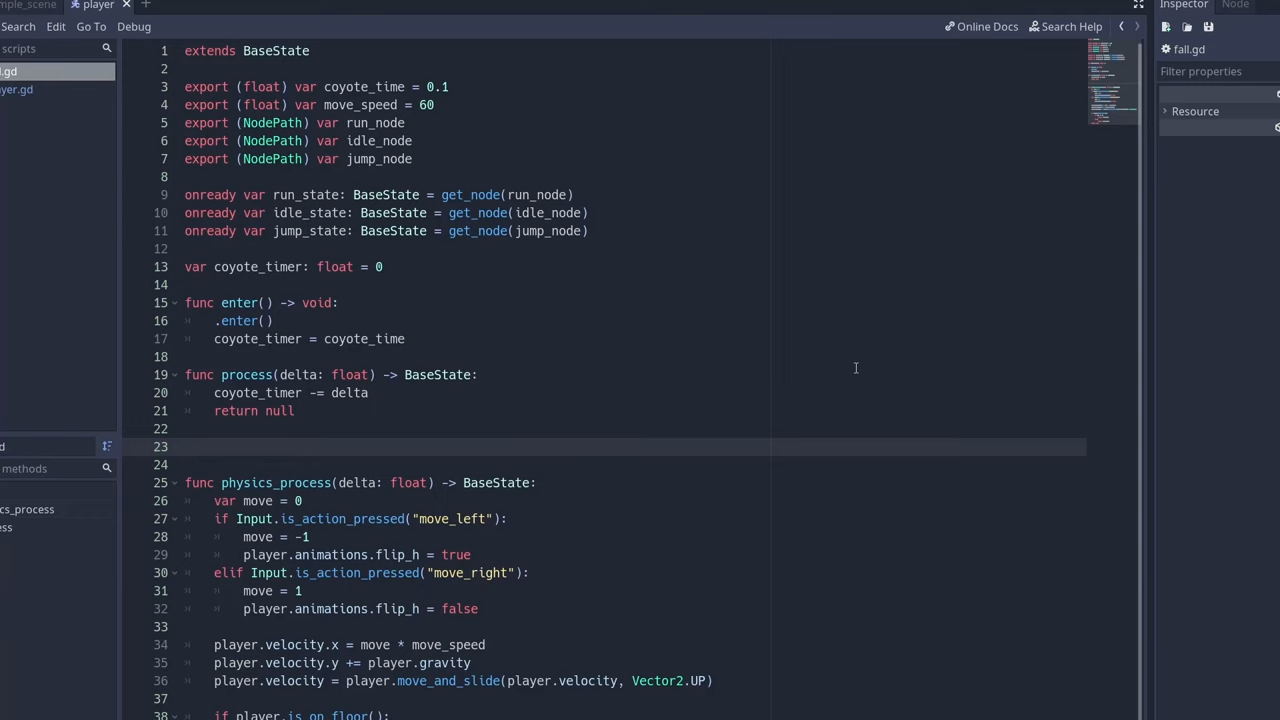 mple_scene player × +
Search Edit Go To Debug Online Docs Search Help
scripts
l.gd
yer.gd
d
methods
cs_process
ess
1 extends BaseState
2
3 export (float) var coyote_time = 0.1
4 export (float) var move_speed = 60
5 export (NodePath) var run_node
6 export (NodePath) var idle_node
7 export (NodePath) var jump_node
8
9 onready var run_state: BaseState = get_node(run_node)
10 onready var idle_state: BaseState = get_node(idle_node)
11 onready var jump_state: BaseState = get_node(jump_node)
12
13 var coyote_timer: float = 0
14
15 func enter() -> void:
16 .enter()
17 coyote_timer = coyote_time
18
19 func process(delta: float) -> BaseState:
20 coyote_timer -= delta
21 return null
22
23
24
25 func physics_process(delta: float) -> BaseState:
26 var move = 0
27 if Input.is_action_pressed("move_left"):
28 move = -1
29 player.animations.flip_h = true
30 elif Input.is_action_pressed("move_right"):
31 move = 1
32 player.animations.flip_h = false
33
34 player.velocity.x = move * move_speed
35 player.velocity.y += player.gravity
36 player.velocity = player.move_and_slide(player.velocity, Vector2.UP)
37
38 if player.is_on_floor():
Inspector Node
fall.gd
Filter properties
Resource